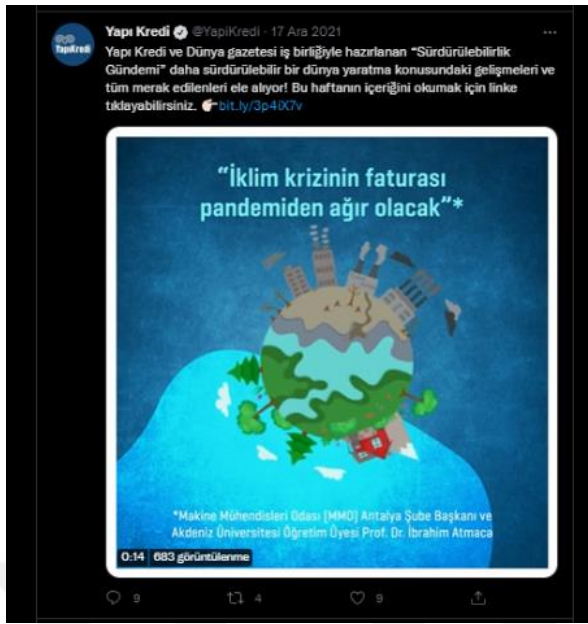 Yapı Kredi @YapiKredi · 17 Ara 2021
YapıKredi
Yapı Kredi ve Dünya gazetesi iş birliğiyle hazırlanan "Sürdürülebilirlik
Gündemi" daha sürdürülebilir bir dünya yaratma konusundaki gelişmeleri ve
tüm merak edilenleri ele alıyor! Bu haftanın içeriğini okumak için linke
tıklayabilirsiniz. 👉🏻bit.ly/3p4iX7v
"İklim krizinin faturası
pandemiden ağır olacak"*
*Makine Mühendisleri Odası [MMO] Antalya Şube Başkanı ve
Akdeniz Üniversitesi Öğretim Üyesi Prof. Dr. İbrahim Atmaca
0:14 683 görüntülenme
9 4 9